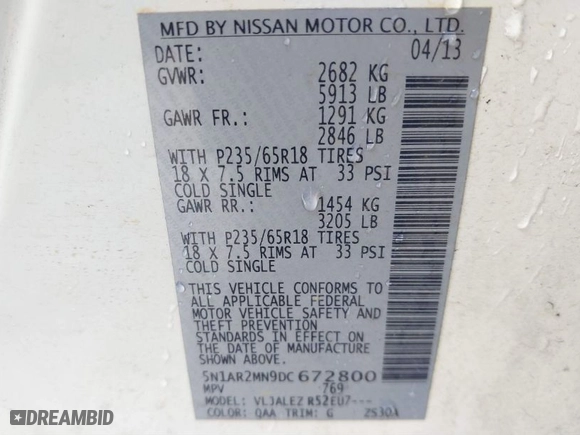 MFD BY NISSAN MOTOR CO., LTD.
DATE: 04/13
GVWR: 2682 KG
5913 LB
GAWR FR.: 1291 KG
2846 LB
WITH P235/65R18 TIRES
18 X 7.5 RIMS AT 33 PSI
COLD SINGLE
GAWR RR.: 1454 KG
3205 LB
WITH P235/65R18 TIRES
18 X 7.5 RIMS AT 33 PSI
COLD SINGLE
THIS VEHICLE CONFORMS TO
ALL APPLICABLE FEDERAL
MOTOR VEHICLE SAFETY AND
THEFT PREVENTION
STANDARDS IN EFFECT ON
THE DATE OF MANUFACTURE
SHOWN ABOVE.
5N1AR2MN9DC672800
MPV 769
MODEL: VLJALEZ R52EU7---
COLOR: QAA TRIM: G ZS30A
AUTOHELPERBOT.COM